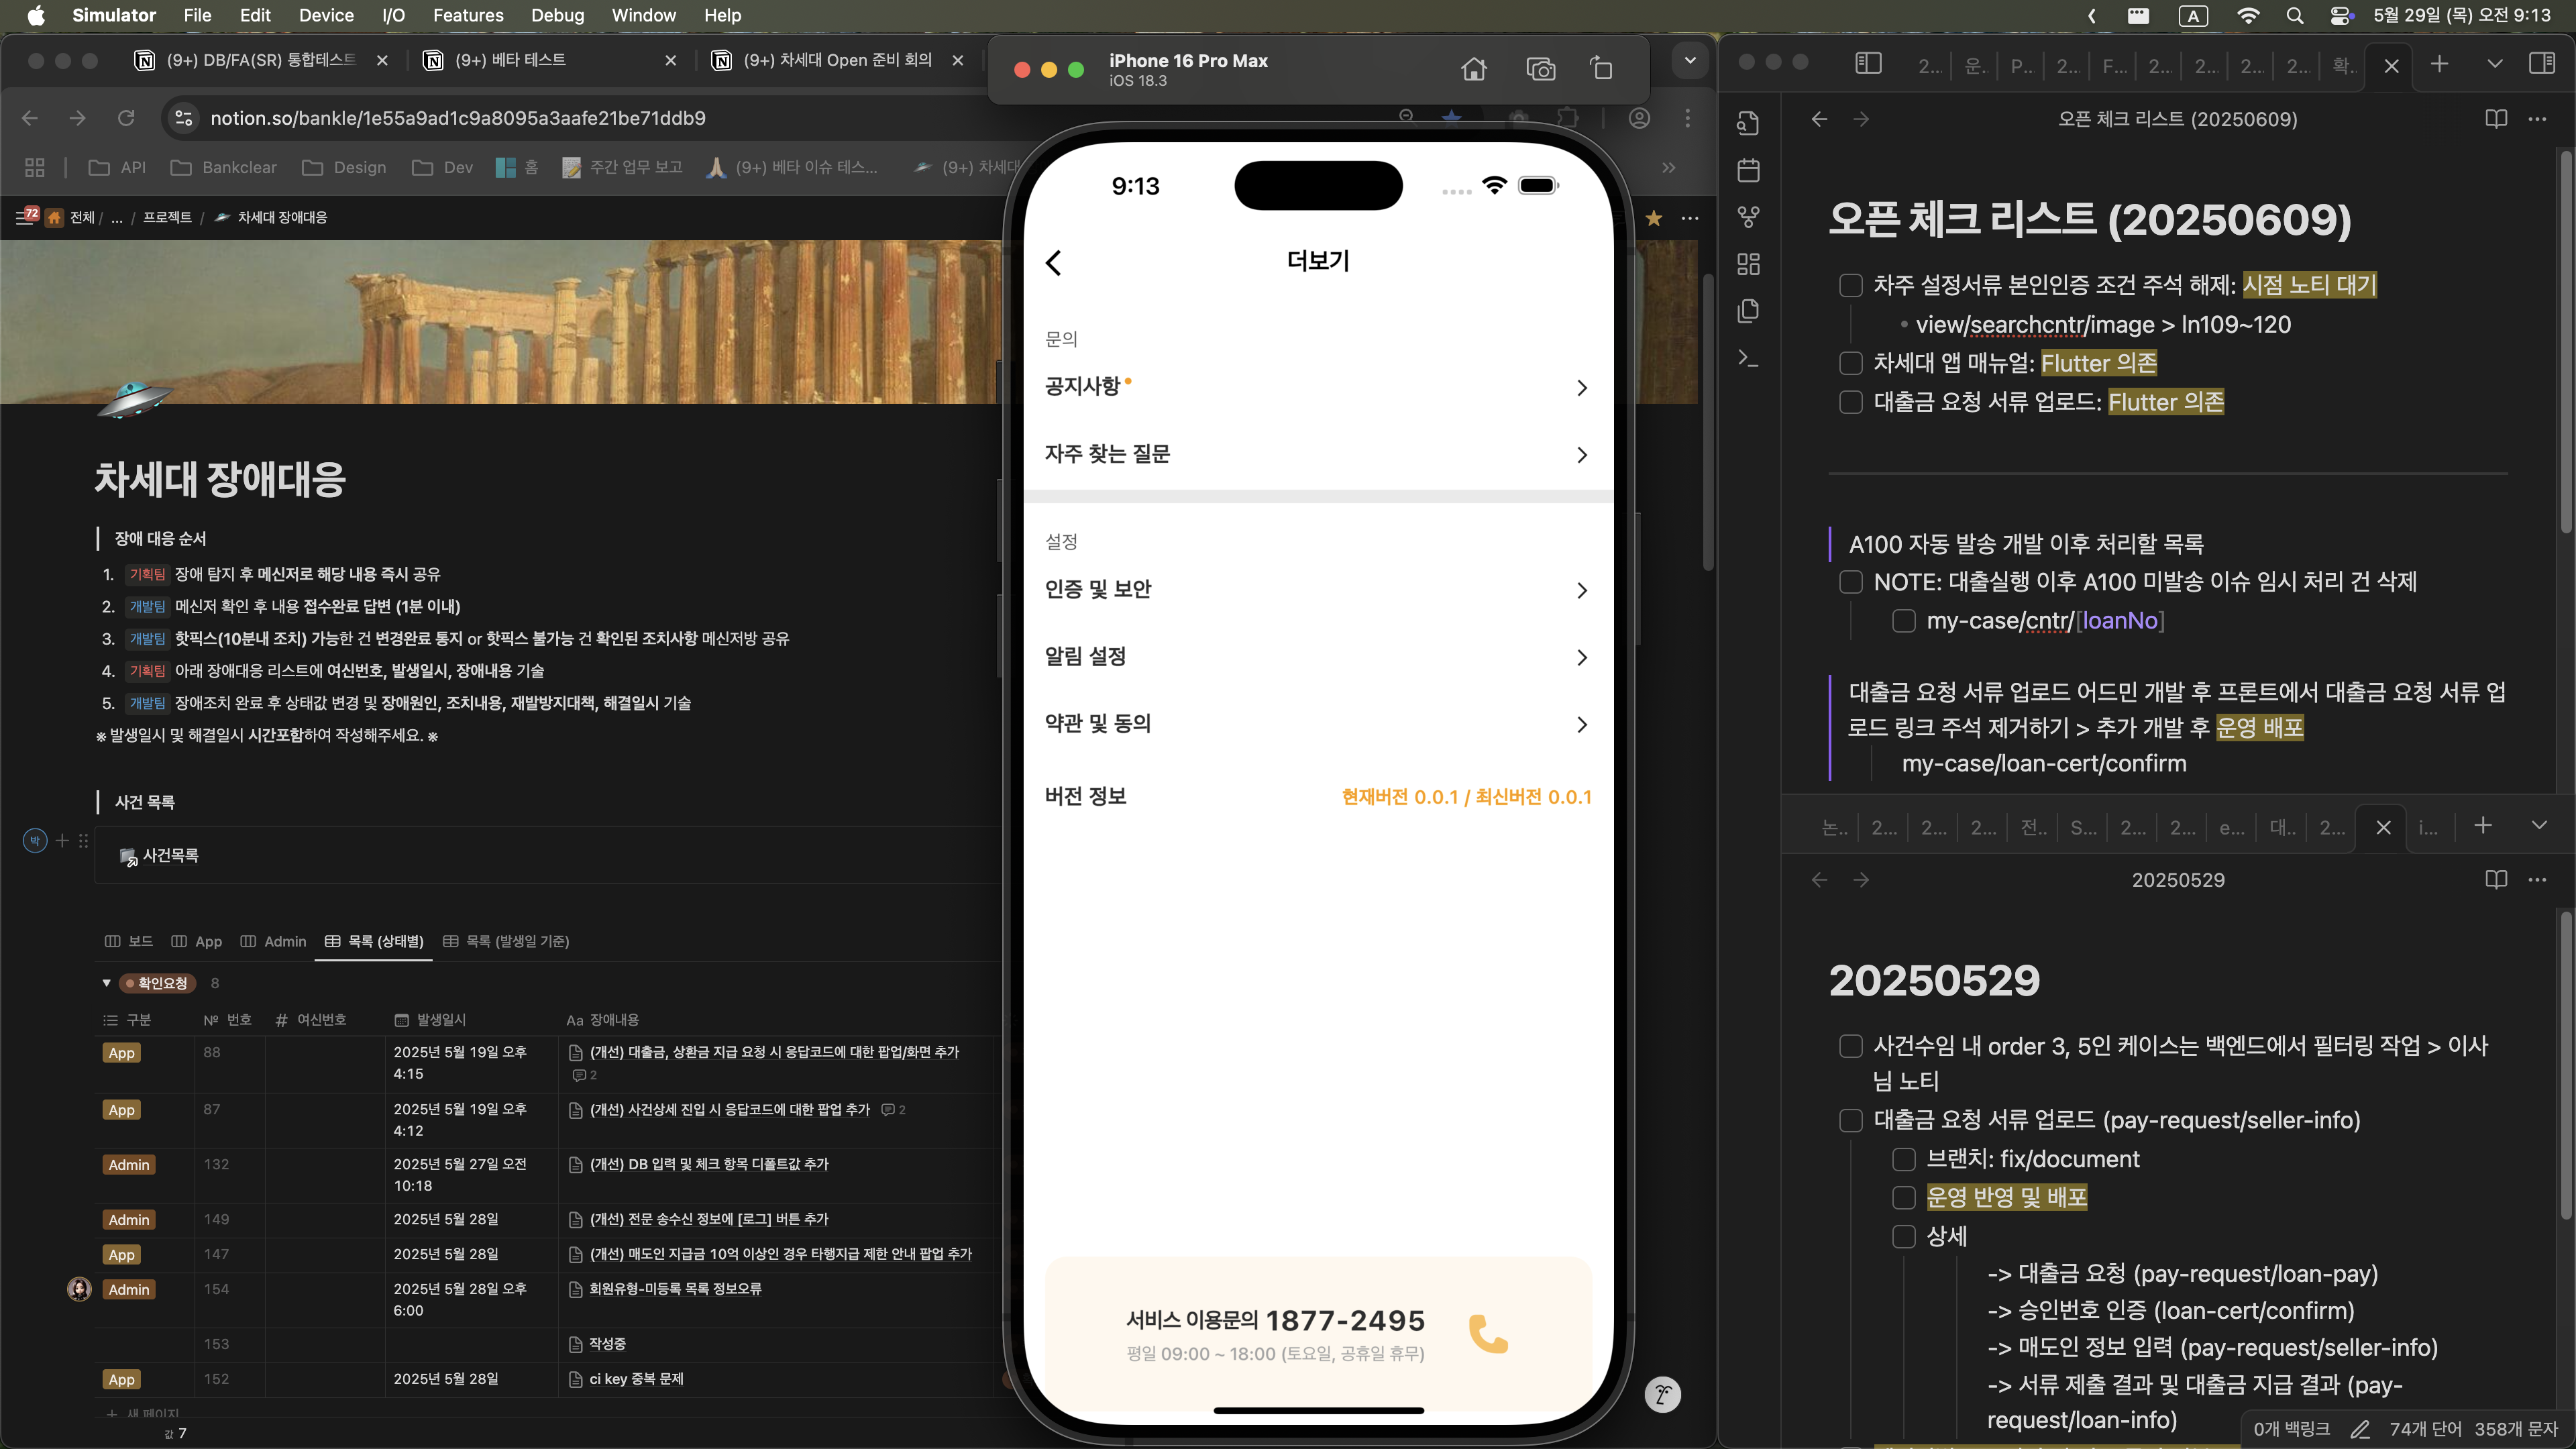 Simulator File Edit Device I/O Features Debug Window Help
A 5월 29일 (목) 오전 9:13
(9+) DB/FA(SR) 통합테스트
(9+) 베타 테스트
(9+) 차세대 Open 준비 회의
notion.so/bankle/1e55a9ad1c9a8095a3aafe21be71ddb9
API Bankclear Design Dev 홈 주간 업무 보고 (9+) 베타 이슈 테스... (9+) 차세대
72 전체 / ... / 프로젝트 / 차세대 장애대응
차세대 장애대응
장애 대응 순서
1. 기획팀 장애 탐지 후 메신저로 해당 내용 즉시 공유
2. 개발팀 메신저 확인 후 내용 접수완료 답변 (1분 이내)
3. 개발팀 핫픽스(10분내 조치) 가능한 건 변경완료 통지 or 핫픽스 불가능 건 확인된 조치사항 메신저방 공유
4. 기획팀 아래 장애대응 리스트에 여신번호, 발생일시, 장애내용 기술
5. 개발팀 장애조치 완료 후 상태값 변경 및 장애원인, 조치내용, 재발방지대책, 해결일시 기술
※ 발생일시 및 해결일시 시간포함하여 작성해주세요. ※
사건 목록
박
사건목록
보드 App Admin 목록 (상태별) 목록 (발생일 기준)
확인요청 8
구분 № 번호 # 여신번호 발생일시 Aa 장애내용
App 88 2025년 5월 19일 오후 4:15 (개선) 대출금, 상환금 지급 요청 시 응답코드에 대한 팝업/화면 추가 2
App 87 2025년 5월 19일 오후 4:12 (개선) 사건상세 진입 시 응답코드에 대한 팝업 추가 2
Admin 132 2025년 5월 27일 오전 10:18 (개선) DB 입력 및 체크 항목 디폴트값 추가
Admin 149 2025년 5월 28일 (개선) 전문 송수신 정보에 [로그] 버튼 추가
App 147 2025년 5월 28일 (개선) 매도인 지급금 10억 이상인 경우 타행지급 제한 안내 팝업 추가
Admin 154 2025년 5월 28일 오후 6:00 회원유형-미등록 목록 정보오류
153 작성중
App 152 2025년 5월 28일 ci key 중복 문제
+ 새 페이지
값 7
iPhone 16 Pro Max
iOS 18.3
9:13
더보기
문의
공지사항
자주 찾는 질문
설정
인증 및 보안
알림 설정
약관 및 동의
버전 정보 현재버전 0.0.1 / 최신버전 0.0.1
서비스 이용문의 1877-2495
평일 09:00 ~ 18:00 (토요일, 공휴일 휴무)
2... 운.. P... 2... F... 2... 2... 2... 2... 확..
오픈 체크 리스트 (20250609)
오픈 체크 리스트 (20250609)
차주 설정서류 본인인증 조건 주석 해제: 시점 노티 대기
view/searchcntr/image > ln109~120
차세대 앱 매뉴얼: Flutter 의존
대출금 요청 서류 업로드: Flutter 의존
A100 자동 발송 개발 이후 처리할 목록
NOTE: 대출실행 이후 A100 미발송 이슈 임시 처리 건 삭제
my-case/cntr/[loanNo]
대출금 요청 서류 업로드 어드민 개발 후 프론트에서 대출금 요청 서류 업
로드 링크 주석 제거하기 > 추가 개발 후 운영 배포
my-case/loan-cert/confirm
논.. 2... 2... 2... 전.. S... 2... 2... e... 대.. 2... i...
20250529
20250529
사건수임 내 order 3, 5인 케이스는 백엔드에서 필터링 작업 > 이사
님 노티
대출금 요청 서류 업로드 (pay-request/seller-info)
브랜치: fix/document
운영 반영 및 배포
상세
-> 대출금 요청 (pay-request/loan-pay)
-> 승인번호 인증 (loan-cert/confirm)
-> 매도인 정보 입력 (pay-request/seller-info)
-> 서류 제출 결과 및 대출금 지급 결과 (pay-
request/loan-info)
0개 백링크 74개 단어 358개 문자